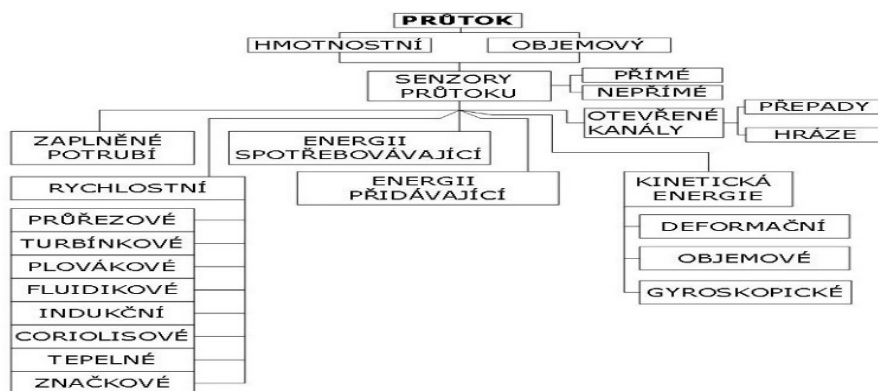 PRŮTOK
HMOTNOSTNÍ
OBJEMOVÝ
SENZORY
PRŮTOKU
PŘÍMÉ
NEPŘÍMÉ
ZAPLNĚNÉ
POTRUBÍ
ENERGII
SPOTŘEBOVÁVAJÍCÍ
OTEVŘENÉ
KANÁLY
PŘEPADY
HRÁZE
RYCHLOSTNÍ
ENERGII
PŘIDÁVAJÍCÍ
KINETICKÁ
ENERGIE
PRŮŘEZOVÉ
TURBÍNKOVÉ
PLOVÁKOVÉ
FLUIDIKOVÉ
INDUKČNÍ
CORIOLISOVÉ
TEPELNÉ
ZNAČKOVÉ
DEFORMAČNÍ
OBJEMOVÉ
GYROSKOPICKÉ